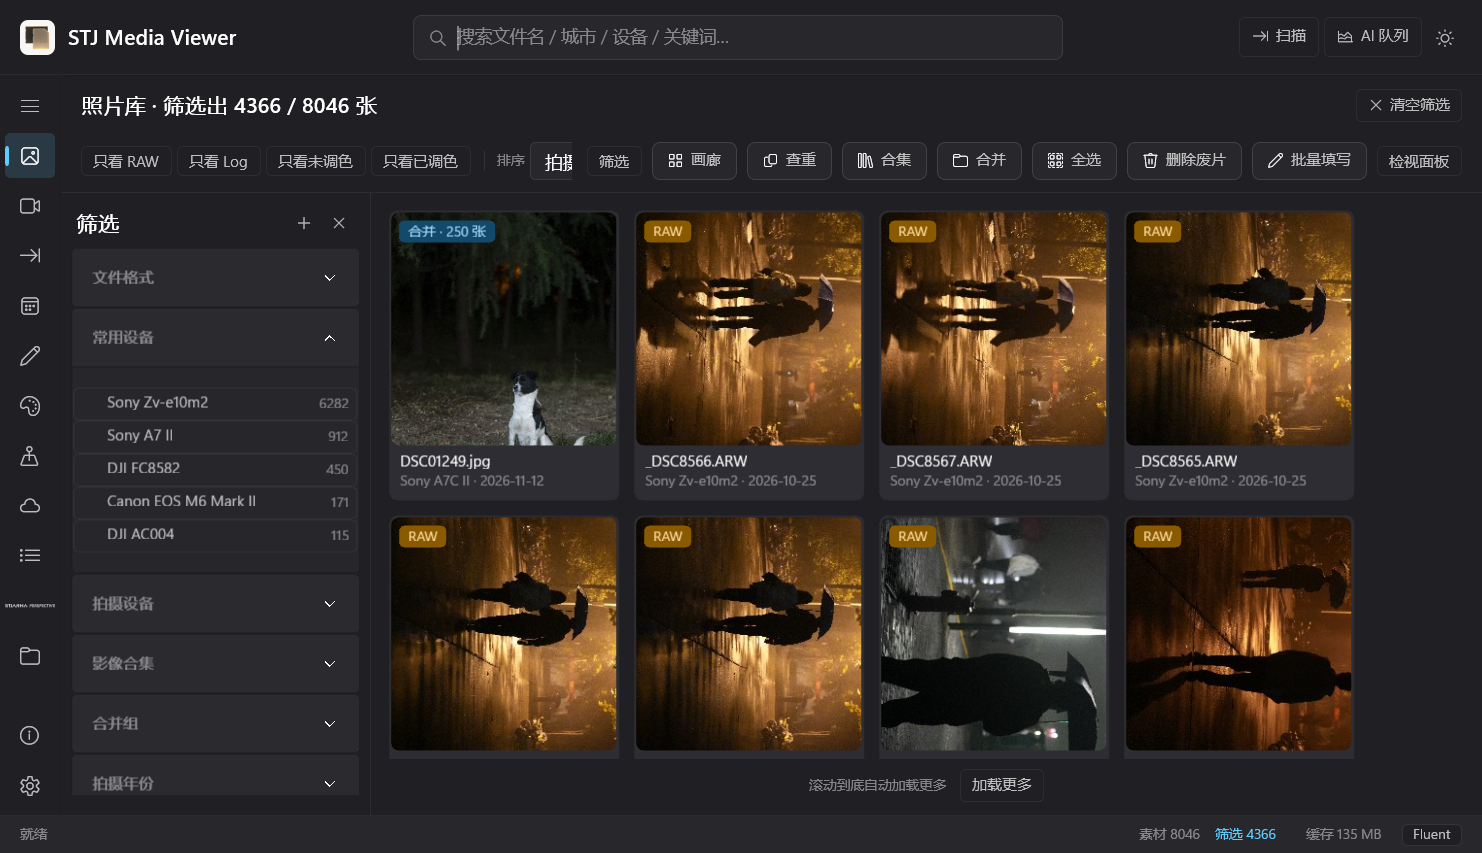 STJ Media Viewer
搜索文件名 / 城市 / 设备 / 关键词...
扫描
AI 队列
照片库 · 筛选出 4366 / 8046 张
清空筛选
只看 RAW
只看 Log
只看未调色
只看已调色
排序
拍摄
筛选
画廊
查重
合集
合并
全选
删除废片
批量填写
检视面板
筛选
文件格式
常用设备
Sony Zv-e10m2 6282
Sony A7 II 912
DJI FC8582 450
Canon EOS M6 Mark II 171
DJI AC004 115
拍摄设备
影像合集
合并组
拍摄年份
合并 · 250 张
DSC01249.jpg
Sony A7C II · 2026-11-12
RAW
_DSC8566.ARW
Sony Zv-e10m2 · 2026-10-25
RAW
_DSC8567.ARW
Sony Zv-e10m2 · 2026-10-25
RAW
_DSC8565.ARW
Sony Zv-e10m2 · 2026-10-25
RAW
RAW
RAW
RAW
滚动到底自动加载更多
加载更多
就绪
素材 8046
筛选 4366
缓存 135 MB
Fluent